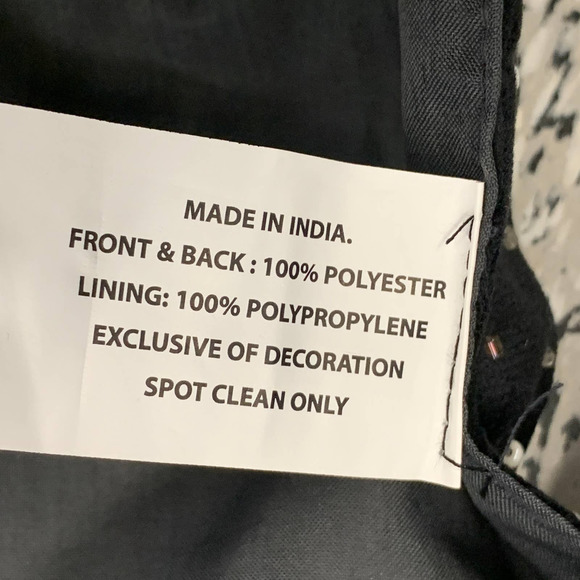 MADE IN INDIA.
FRONT & BACK : 100% POLYESTER
LINING: 100% POLYPROPYLENE
EXCLUSIVE OF DECORATION
SPOT CLEAN ONLY